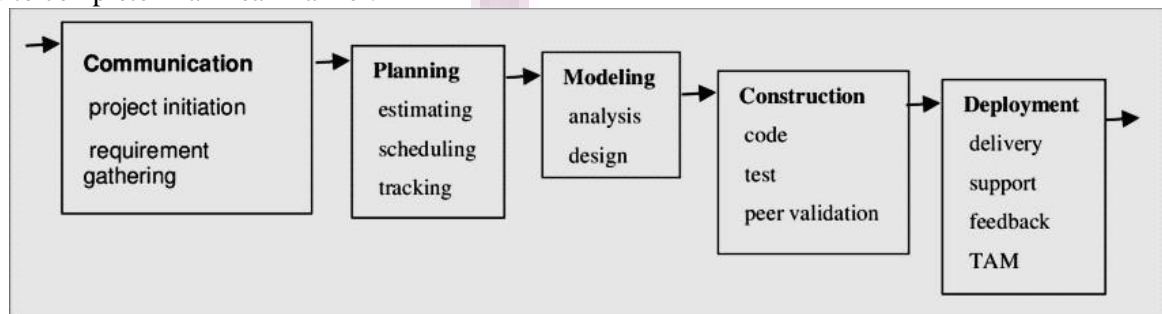 Communication
project initiation
requirement
gathering
Planning
estimating
scheduling
tracking
Modeling
analysis
design
Construction
code
test
peer validation
Deployment
delivery
support
feedback
TAM